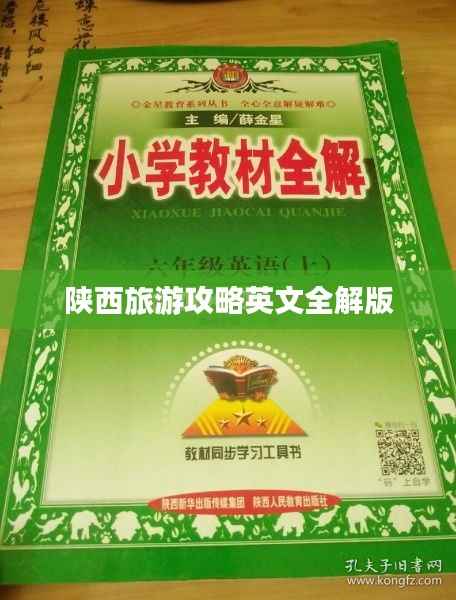 ◎金星教育系列丛书 全心全意解疑解难◎
主 编/薛金星
小学教材全解
XIAOXUE JIAOCAI QUANJIE
六年级英语(上)
陕西旅游攻略英文全解版
教材同步学习工具书
"码"上自学
陕西新华出版传媒集团 陕西人民教育出版社
孔夫子旧书网
www.kongfz.com